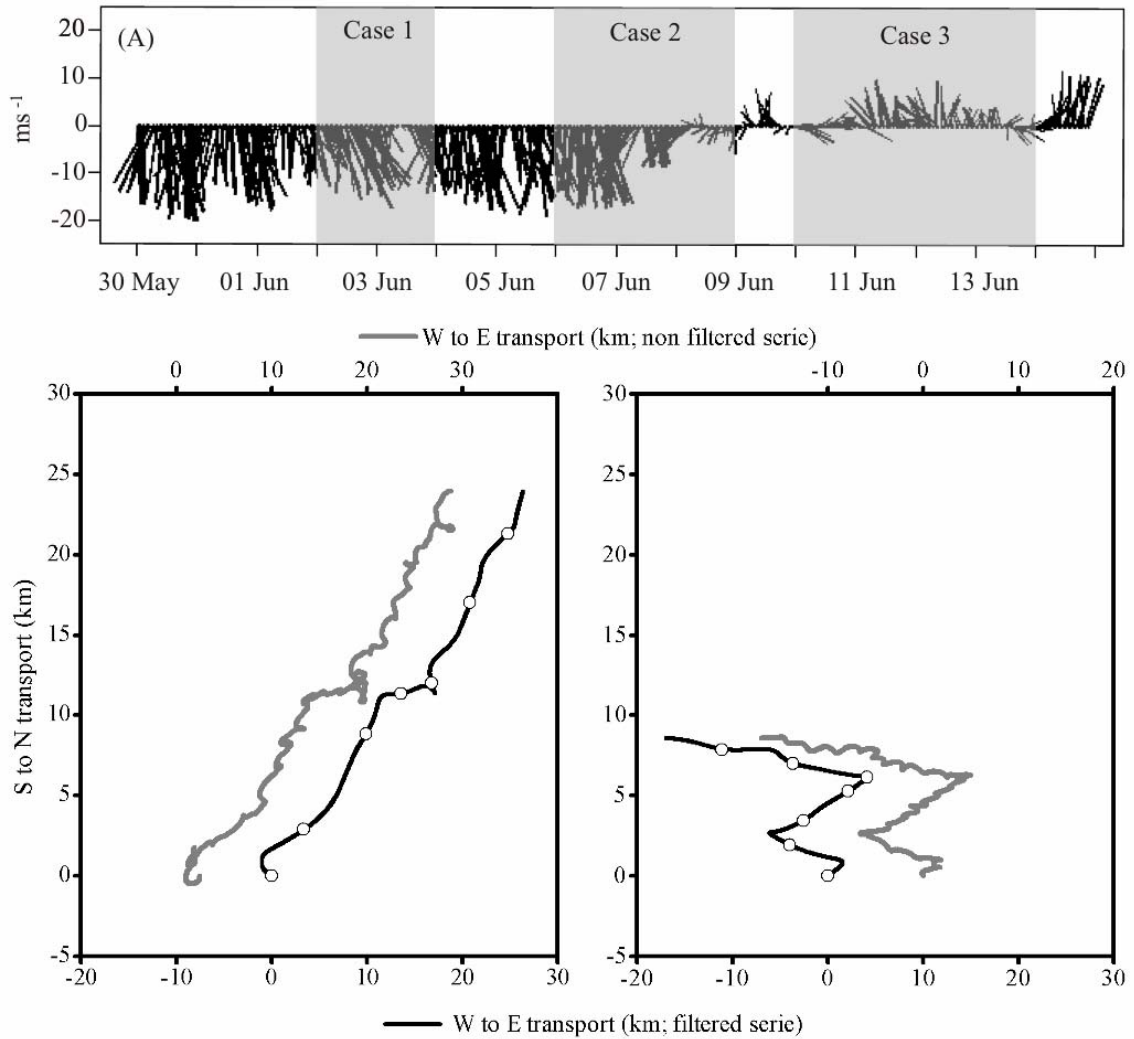 (A)
Case 1
Case 2
Case 3
20
10
0
-10
-20
ms⁻¹
30 May 01 Jun 03 Jun 05 Jun 07 Jun 09 Jun 11 Jun 13 Jun
W to E transport (km; non filtered serie)
0 10 20 30
-10 0 10 20
30
25
20
15
10
5
0
-5
S to N transport (km)
30
25
20
15
10
5
0
-5
-20 -10 0 10 20 30
-20 -10 0 10 20 30
W to E transport (km; filtered serie)